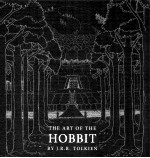 THE ART OF THE
HOBBIT
BY J.R.R. TOLKIEN